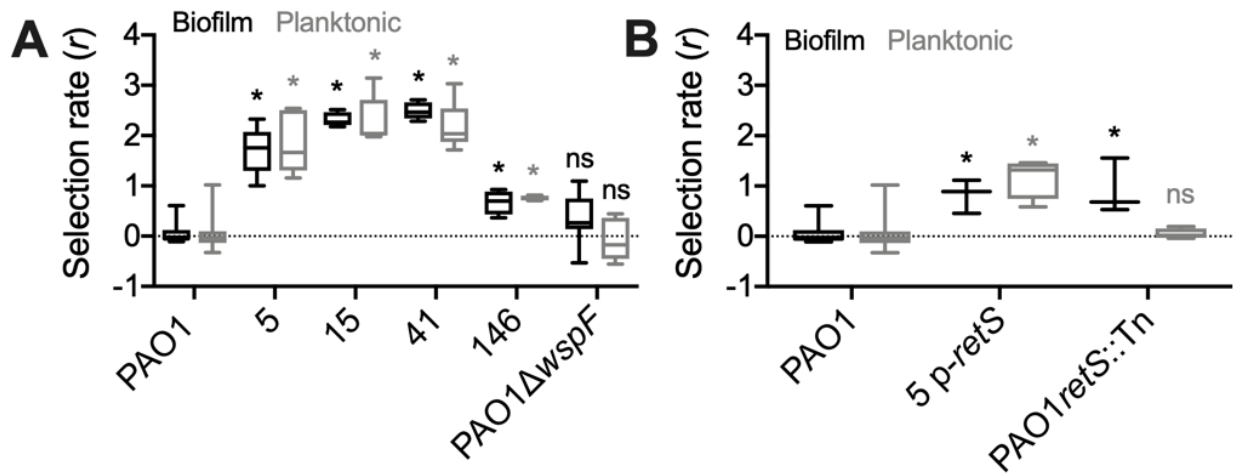 A
Biofilm Planktonic
Selection rate (r)
4
3
2
1
0
-1
* * * * * * * * ns ns
PAO1
5
15
41
146
PAO1ΔwspF
B
Biofilm Planktonic
Selection rate (r)
4
3
2
1
0
-1
* * * ns
PAO1
5 p-retS
PAO1retS::Tn